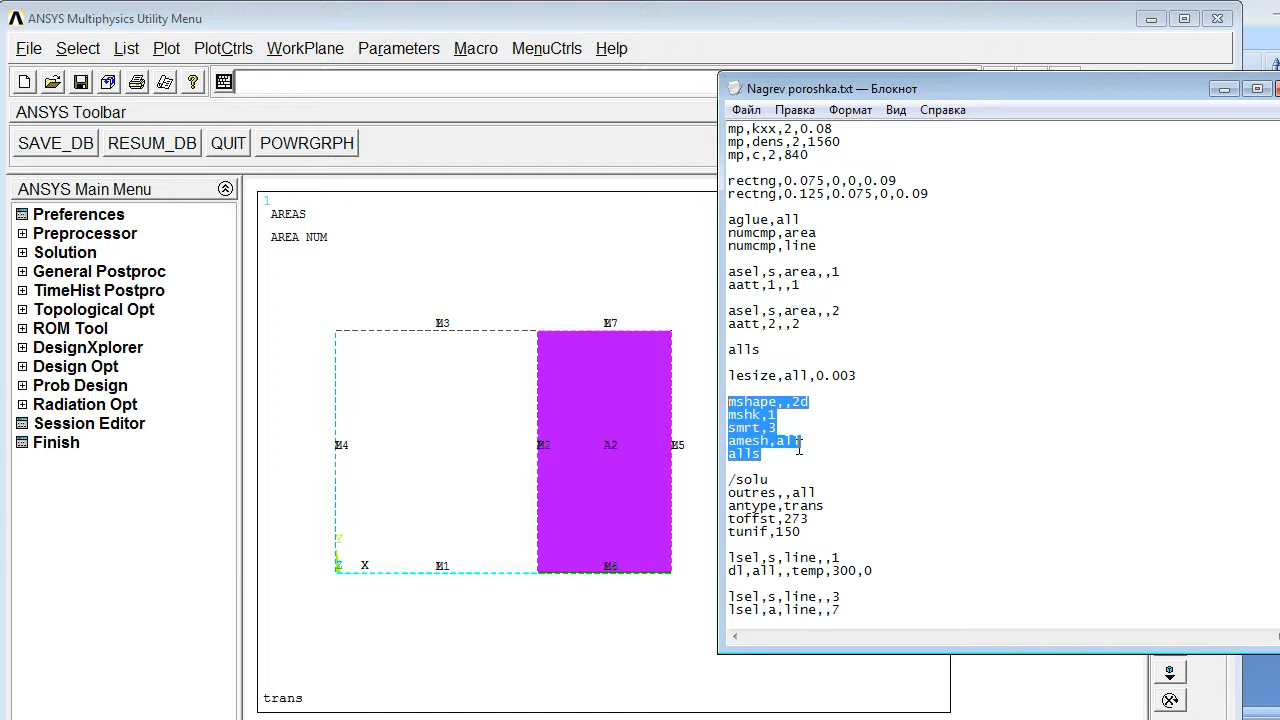 ANSYS Multiphysics Utility Menu
File Select List Plot PlotCtrls WorkPlane Parameters Macro MenuCtrls Help
ANSYS Toolbar
SAVE_DB RESUM_DB QUIT POWRGRPH
ANSYS Main Menu
Preferences
Preprocessor
Solution
General Postproc
TimeHist Postpro
Topological Opt
ROM Tool
DesignXplorer
Design Opt
Prob Design
Radiation Opt
Session Editor
Finish
1
AREAS
AREA NUM
A2
Y
Z X
trans
Nagrev poroshka.txt — Блокнот
Файл Правка Формат Вид Справка
mp,kxx,2,0.08
mp,dens,2,1560
mp,c,2,840
rectng,0.075,0,0,0.09
rectng,0.125,0.075,0,0.09
aglue,all
numcmp,area
numcmp,line
asel,s,area,,1
aatt,1,,1
asel,s,area,,2
aatt,2,,2
alls
lesize,all,0.003
mshape,,2d
mshk,1
smrt,3
amesh,all
alls
/solu
outres,,all
antype,trans
toffst,273
tunif,150
lsel,s,line,,1
dl,all,,temp,300,0
lsel,s,line,,3
lsel,a,line,,7